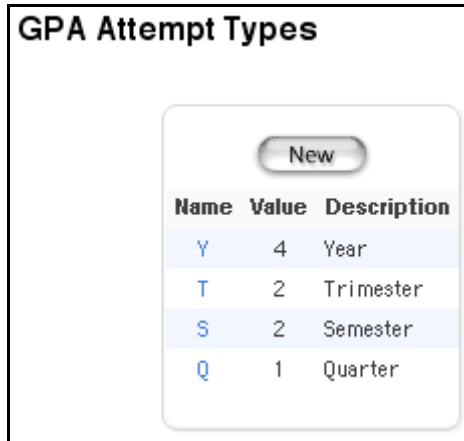 GPA Attempt Types
New
Name Value Description
Y 4 Year
T 2 Trimester
S 2 Semester
Q 1 Quarter